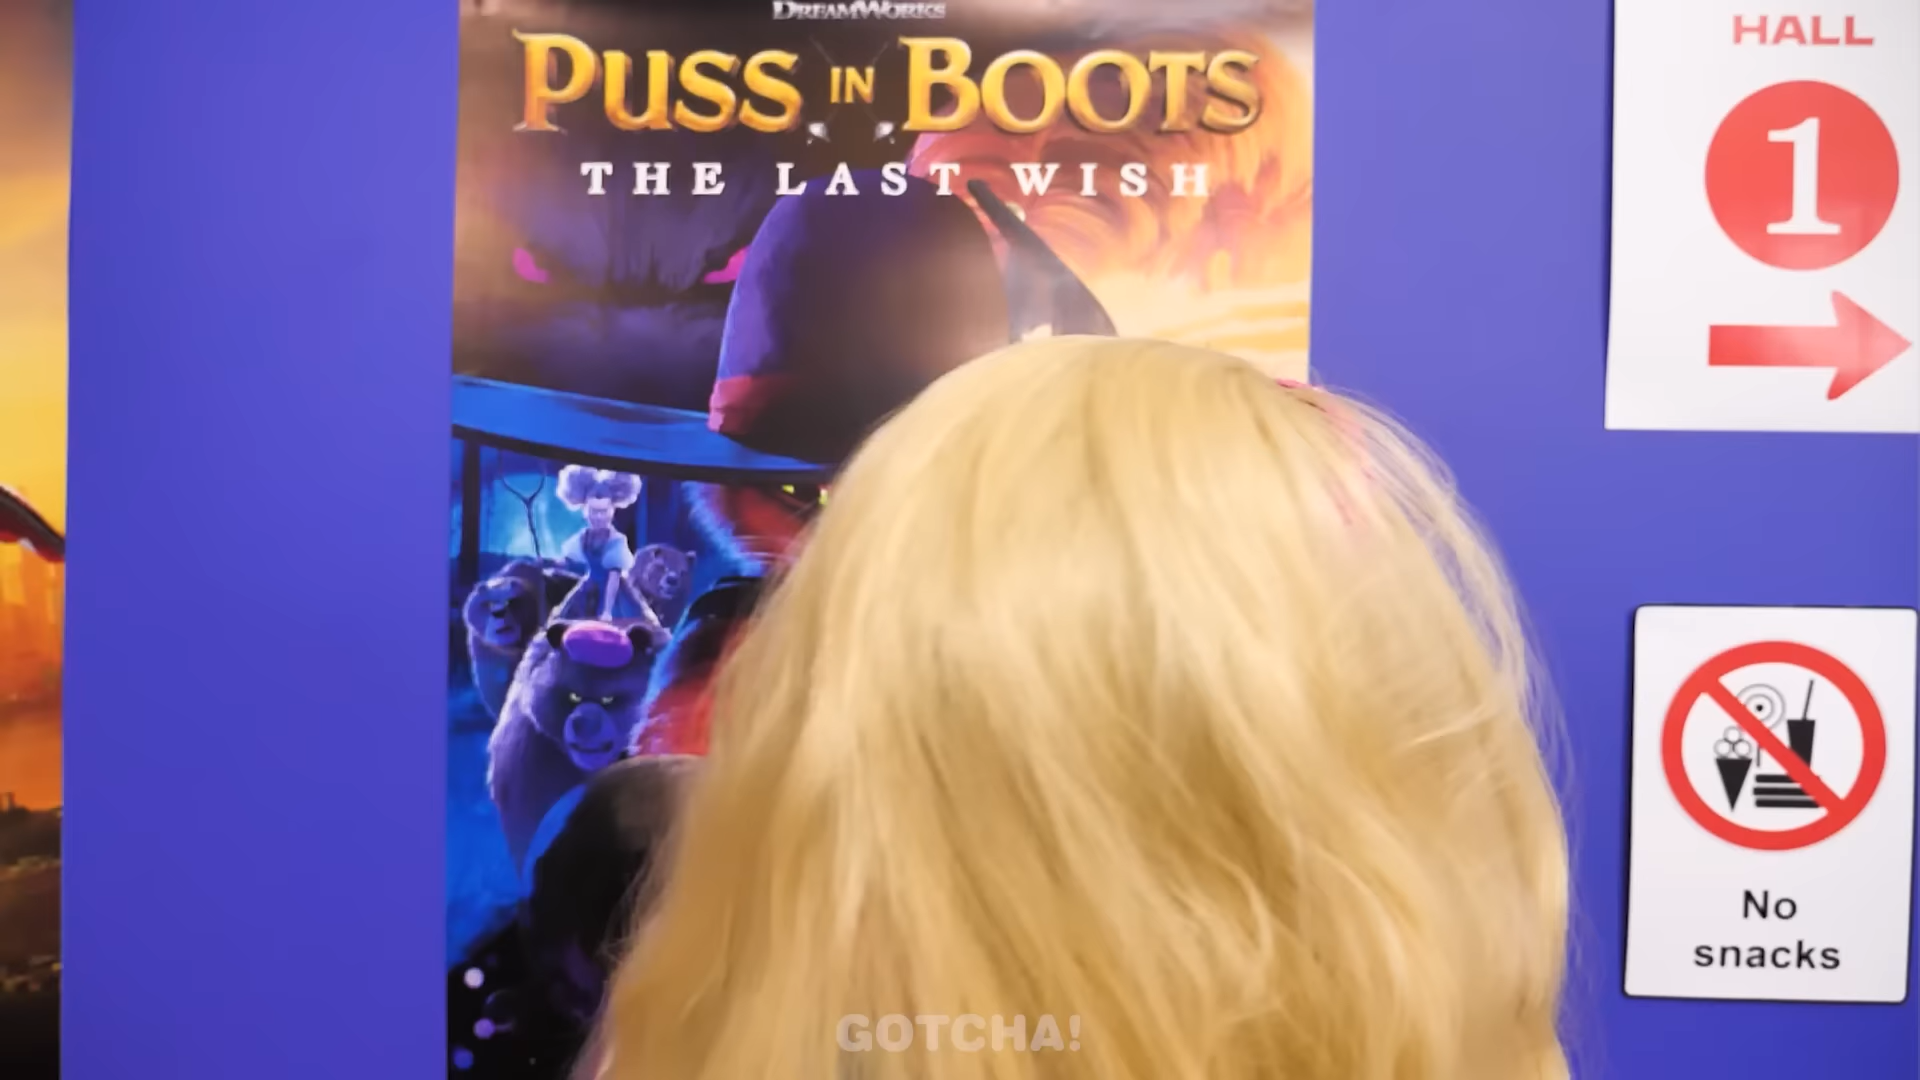 DREAMWORKS
PUSS IN BOOTS
THE LAST WISH
HALL
1
No
snacks
GOTCHA!